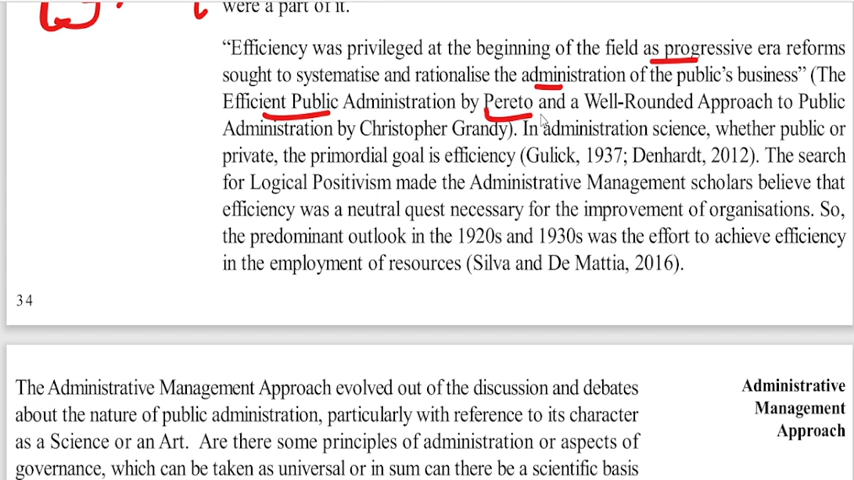 were a part of it.
“Efficiency was privileged at the beginning of the field as progressive era reforms
sought to systematise and rationalise the administration of the public’s business” (The
Efficient Public Administration by Pereto and a Well-Rounded Approach to Public
Administration by Christopher Grandy). In administration science, whether public or
private, the primordial goal is efficiency (Gulick, 1937; Denhardt, 2012). The search
for Logical Positivism made the Administrative Management scholars believe that
efficiency was a neutral quest necessary for the improvement of organisations. So,
the predominant outlook in the 1920s and 1930s was the effort to achieve efficiency
in the employment of resources (Silva and De Mattia, 2016).
34
The Administrative Management Approach evolved out of the discussion and debates
about the nature of public administration, particularly with reference to its character
as a Science or an Art. Are there some principles of administration or aspects of
governance, which can be taken as universal or in sum can there be a scientific basis
Administrative
Management
Approach